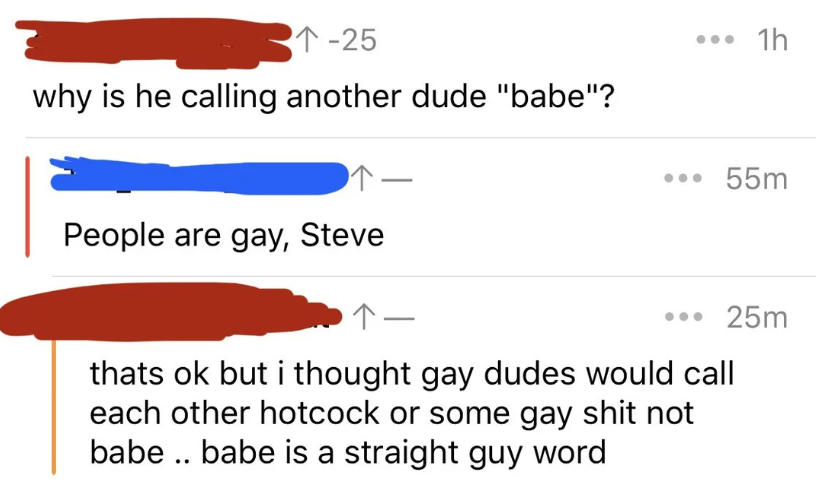 ↑ -25 ••• 1h
why is he calling another dude "babe"?
↑ — ••• 55m
People are gay, Steve
↑ — ••• 25m
thats ok but i thought gay dudes would call
each other hotcock or some gay shit not
babe .. babe is a straight guy word